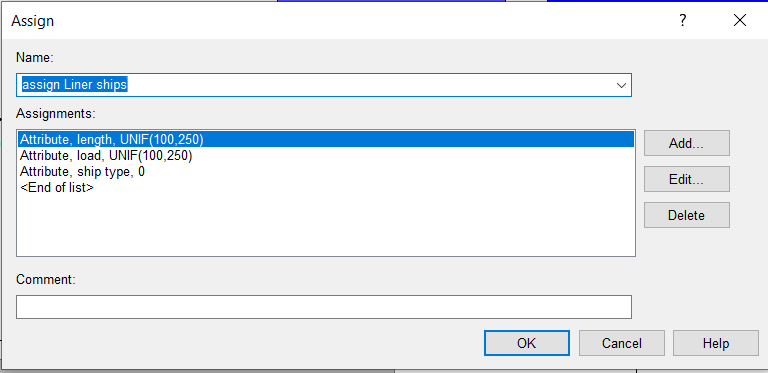 Assign
?
Name:
assign Liner ships
Assignments:
Attribute, length, UNIF(100,250)
Attribute, load, UNIF(100,250)
Attribute, ship type, 0
<End of list>
Add...
Edit...
Delete
Comment:
OK
Cancel
Help